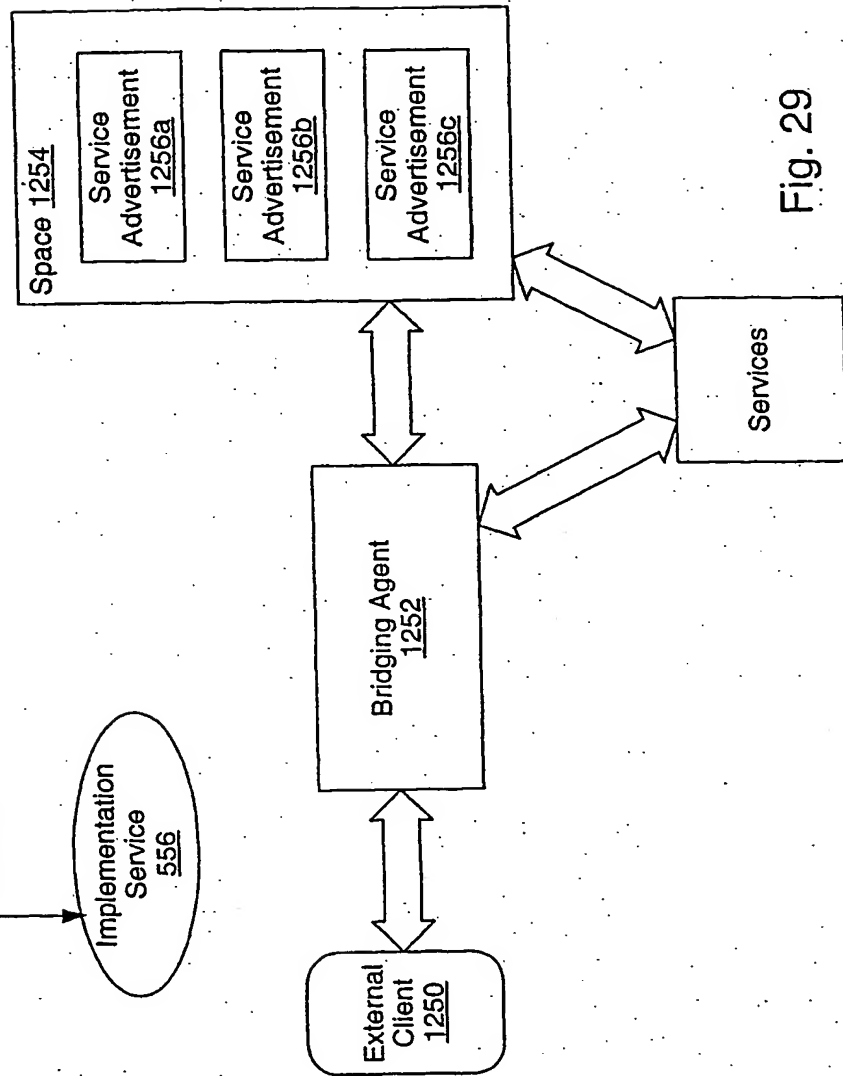 Implementation
Service
556
External
Client
1250
Bridging Agent
1252
Space 1254
Service
Advertisement
1256a
Service
Advertisement
1256b
Service
Advertisement
1256c
Services
Fig. 29